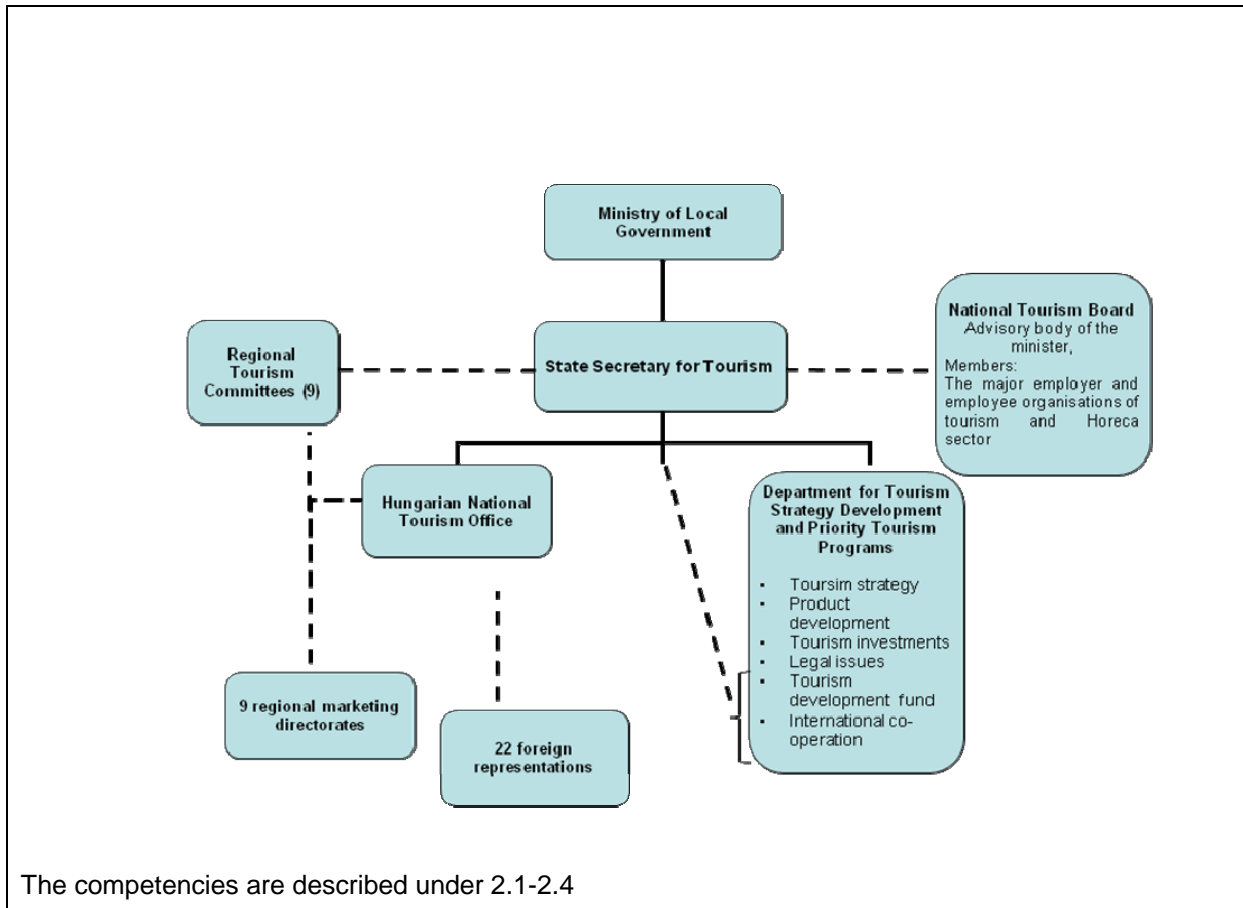 Ministry of Local
Government
National Tourism Board
Advisory body of the
minister,
Members:
The major employer and
employee organisations of
tourism and Horeca
sector
Regional
Tourism
Committees (9)
State Secretary for Tourism
Hungarian National
Tourism Office
Department for Tourism
Strategy Development
and Priority Tourism
Programs
• Toursim strategy
• Product
development
• Tourism investments
• Legal issues
• Tourism
development fund
• International co-
operation
9 regional marketing
directorates
22 foreign
representations
The competencies are described under 2.1-2.4